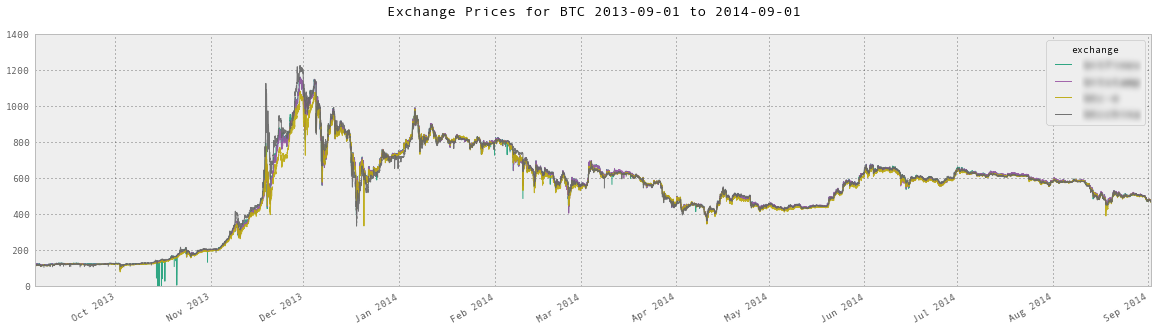 Exchange Prices for BTC 2013-09-01 to 2014-09-01
1400
1200
1000
800
600
400
200
0
exchange
Oct 2013
Nov 2013
Dec 2013
Jan 2014
Feb 2014
Mar 2014
Apr 2014
May 2014
Jun 2014
Jul 2014
Aug 2014
Sep 2014